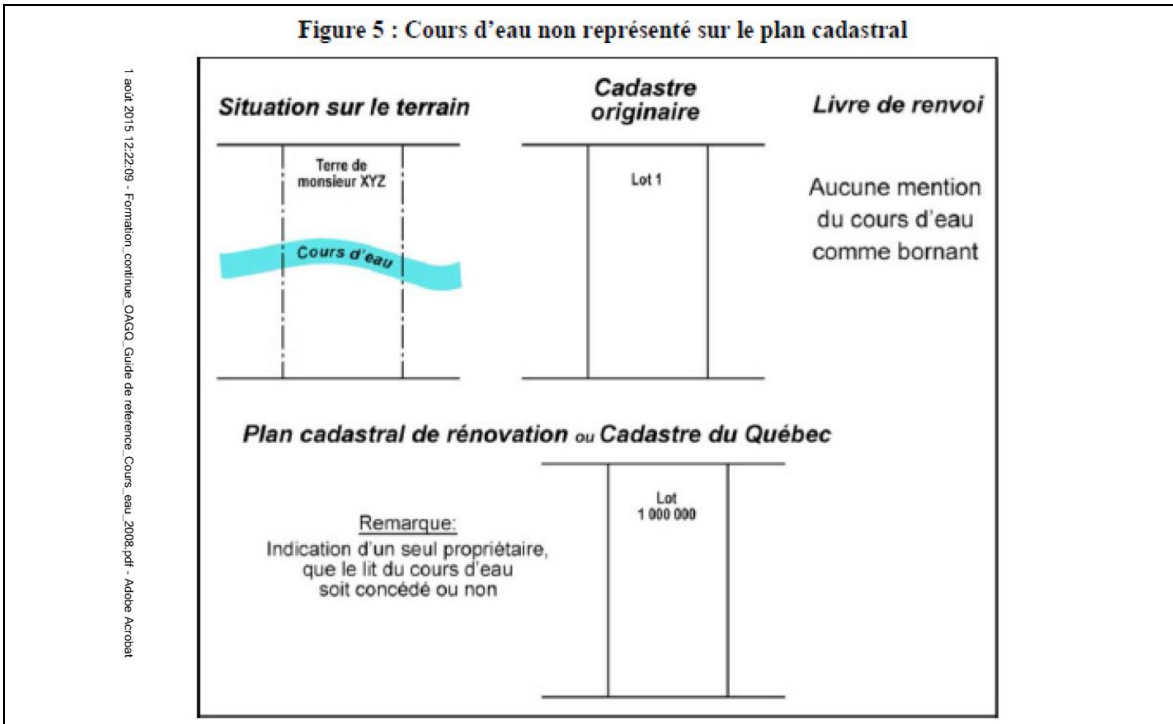 Figure 5 : Cours d'eau non représenté sur le plan cadastral
1 août 2015 12:22:09 - Formation_continue_OAGQ_Guide de reference_Cours_eau_2008.pdf - Adobe Acrobat
Situation sur le terrain
Terre de
monsieur XYZ
Cours d'eau
Cadastre
originaire
Lot 1
Livre de renvoi
Aucune mention
du cours d'eau
comme bornant
Plan cadastral de rénovation ou Cadastre du Québec
Remarque:
Indication d'un seul propriétaire,
que le lit du cours d'eau
soit concédé ou non
Lot
1 000 000